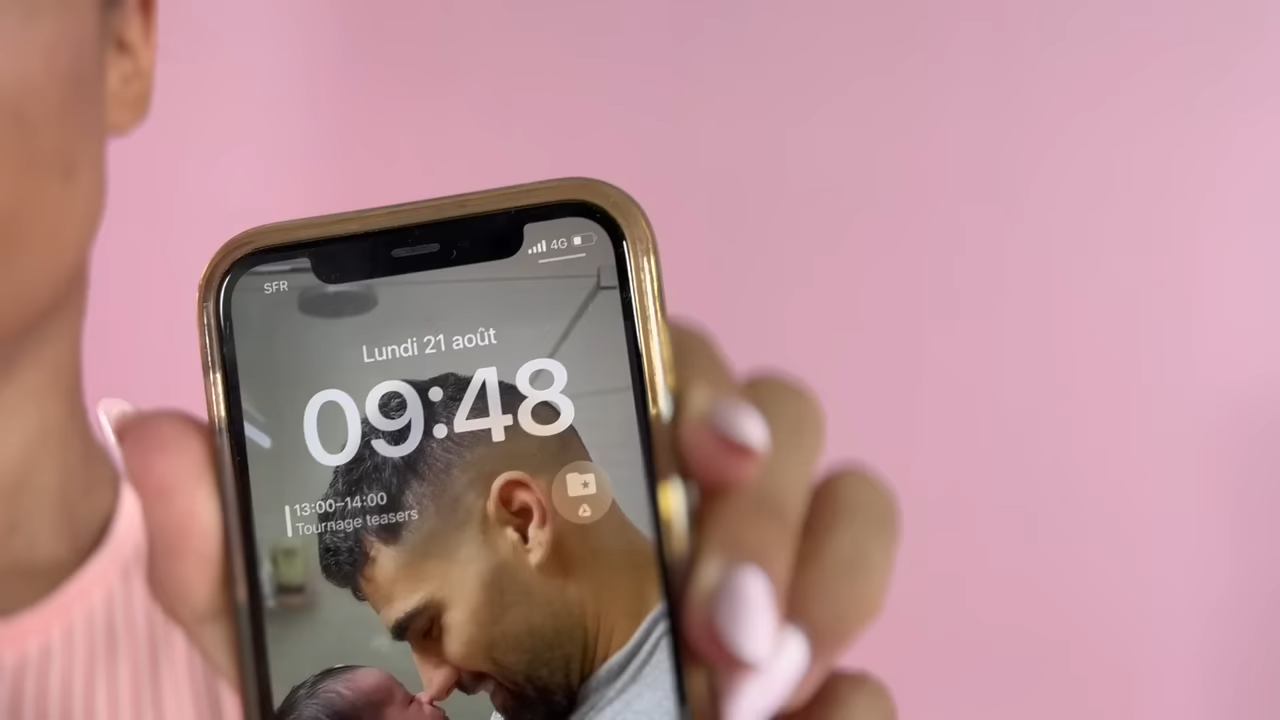 SFR
4G
Lundi 21 août
09:48
13:00–14:00
Tournage teasers